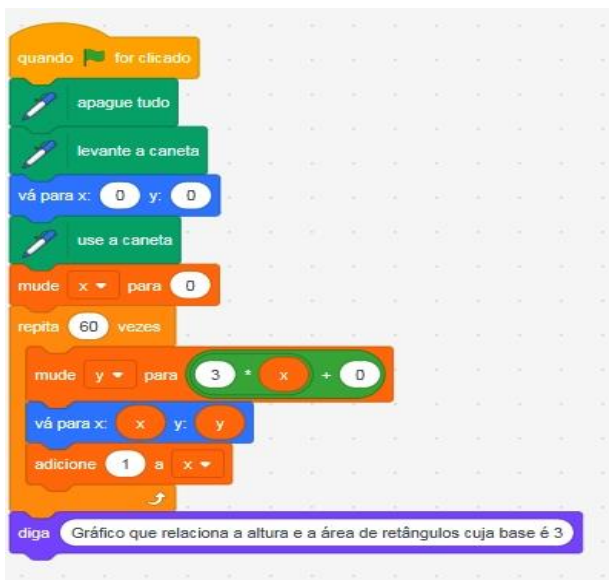 quando for clicado
apague tudo
levante a caneta
vá para x: 0 y: 0
use a caneta
mude x para 0
repita 60 vezes
mude y para 3 * x + 0
vá para x: x y: y
adicione 1 a x
diga Gráfico que relaciona a altura e a área de retângulos cuja base é 3